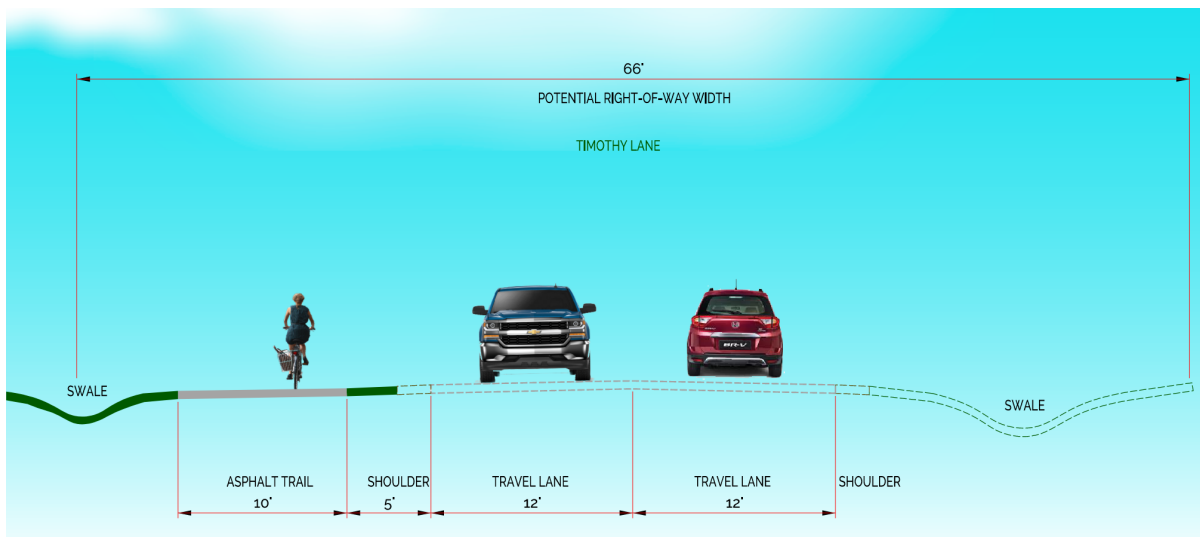 66'
POTENTIAL RIGHT-OF-WAY WIDTH
TIMOTHY LANE
BR-V
SWALE
SWALE
ASPHALT TRAIL
10'
SHOULDER
5'
TRAVEL LANE
12'
TRAVEL LANE
12'
SHOULDER